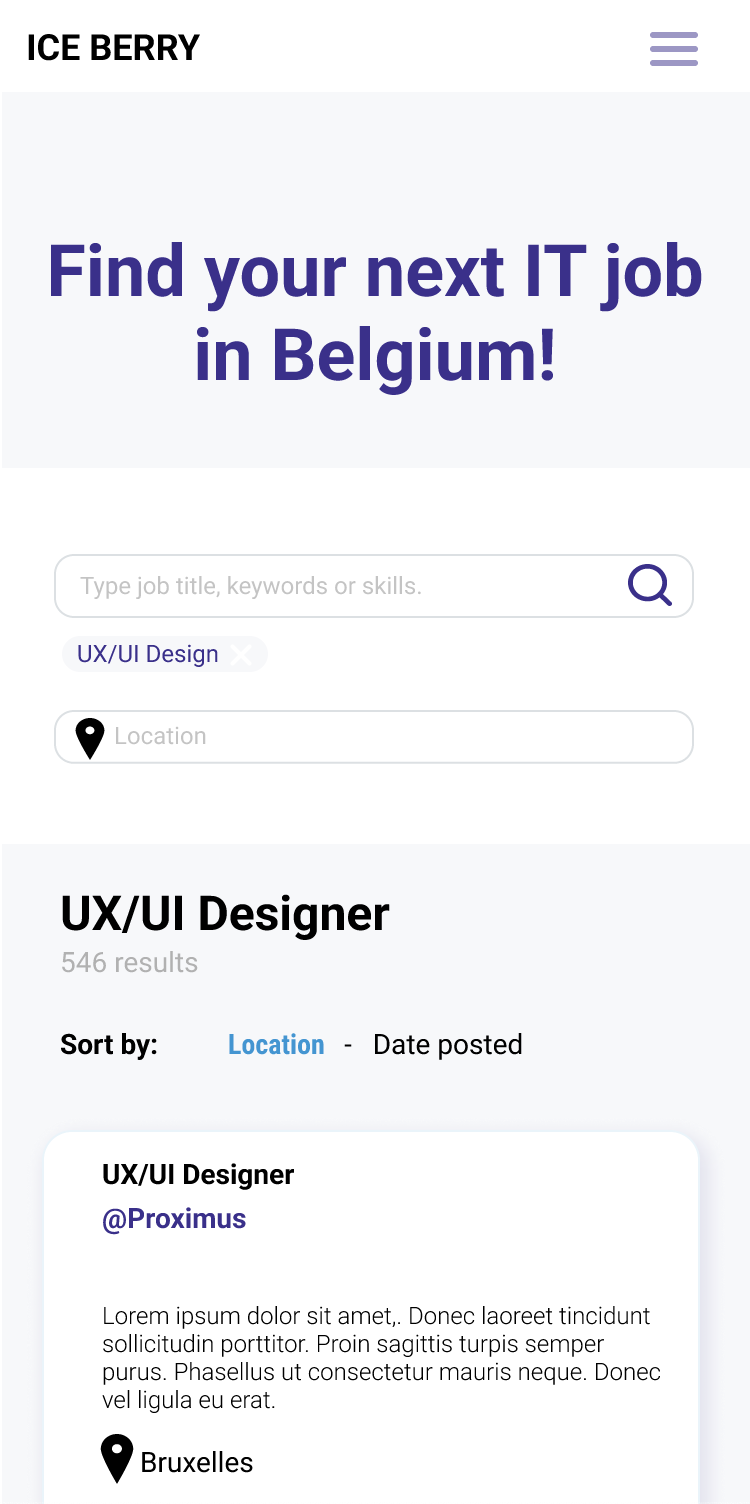 ICE BERRY
Find your next IT job
in Belgium!
Type job title, keywords or skills.
UX/UI Design
Location
UX/UI Designer
546 results
Sort by: Location - Date posted
UX/UI Designer
@Proximus
Lorem ipsum dolor sit amet,. Donec laoreet tincidunt
sollicitudin porttitor. Proin sagittis turpis semper
purus. Phasellus ut consectetur mauris neque. Donec
vel ligula eu erat.
Bruxelles